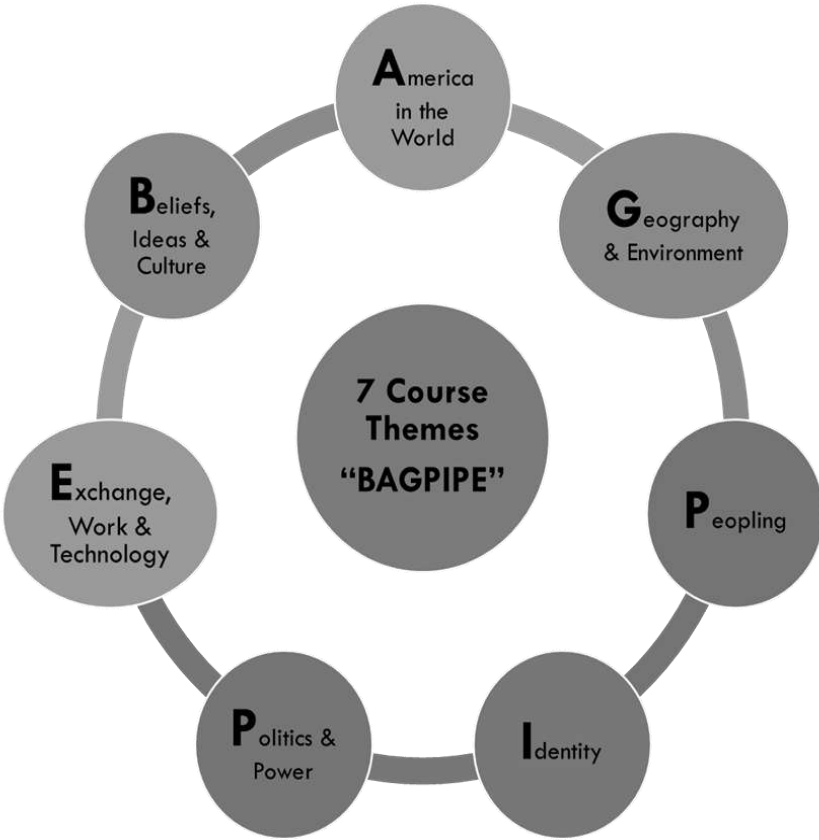 America
in the
World
Geography
& Environment
Peopling
Identity
Politics &
Power
Exchange,
Work &
Technology
Beliefs,
Ideas &
Culture
7 Course
Themes
“BAGPIPE”